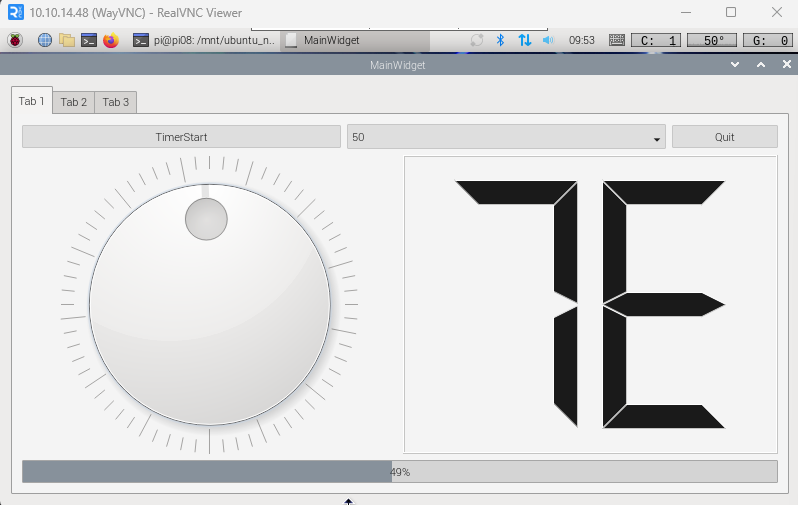 10.10.14.48 (WayVNC) - RealVNC Viewer
pi@pi08: /mnt/ubuntu_n.. MainWidget 09:53 C: 1 50° G: 0
MainWidget
Tab 1 Tab 2 Tab 3
TimerStart 50 Quit
7E
49%